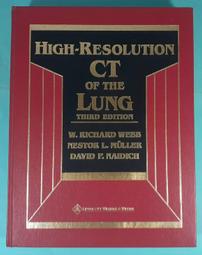 High-Resolution
CT
of the
Lung
Third Edition
W. Richard Webb
Nestor L. Müller
David P. Naidich